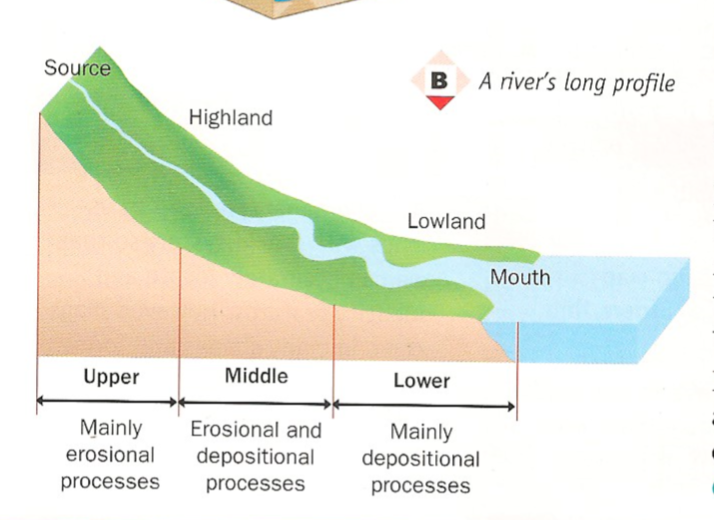 B A river's long profile
Source
Highland
Lowland
Mouth
Upper
Middle
Lower
Mainly
erosional
processes
Erosional and
depositional
processes
Mainly
depositional
processes